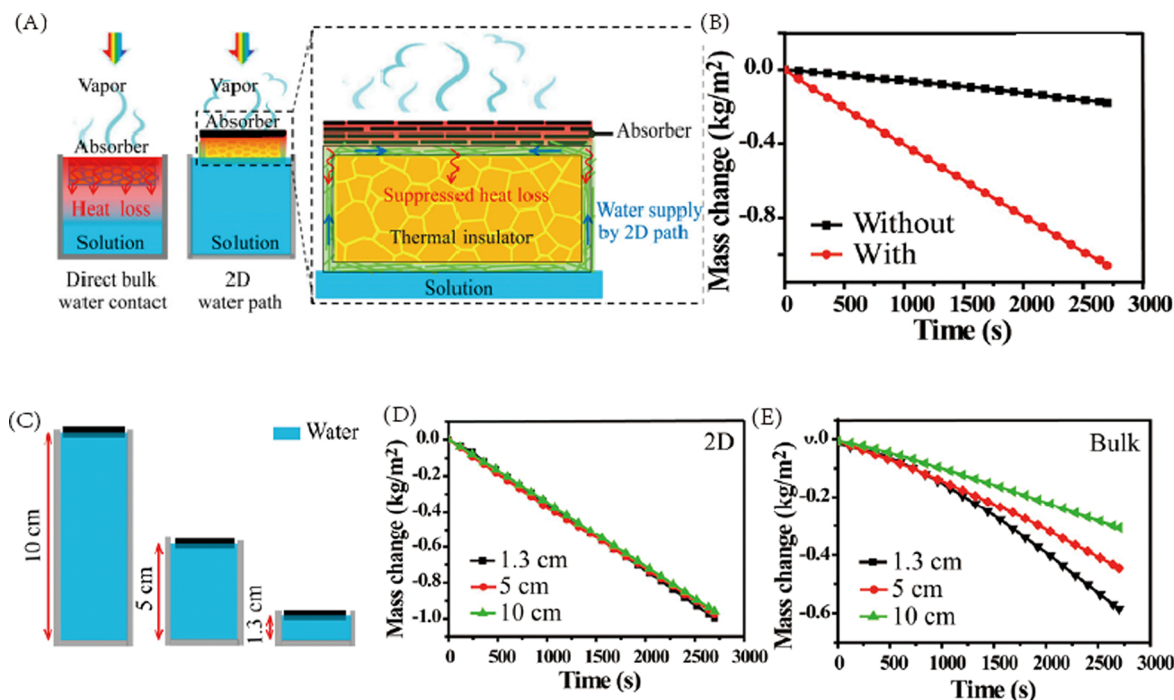 (A)
Vapor
Absorber
Heat loss
Solution
Direct bulk
water contact
Vapor
Absorber
Solution
2D
water path
Absorber
Suppressed heat loss
Thermal insulator
Water supply
by 2D path
Solution
(B)
Mass change (kg/m²)
0.0
-0.4
-0.8
Without
With
0 500 1000 1500 2000 2500 3000
Time (s)
(C)
Water
10 cm
5 cm
1.3 cm
(D)
2D
Mass change (kg/m²)
0.0
-0.2
-0.4
-0.6
-0.8
-1.0
1.3 cm
5 cm
10 cm
0 500 1000 1500 2000 2500 3000
Time (s)
(E)
Bulk
Mass change (kg/m²)
0.0
-0.2
-0.4
-0.6
1.3 cm
5 cm
10 cm
0 500 1000 1500 2000 2500 3000
Time (s)